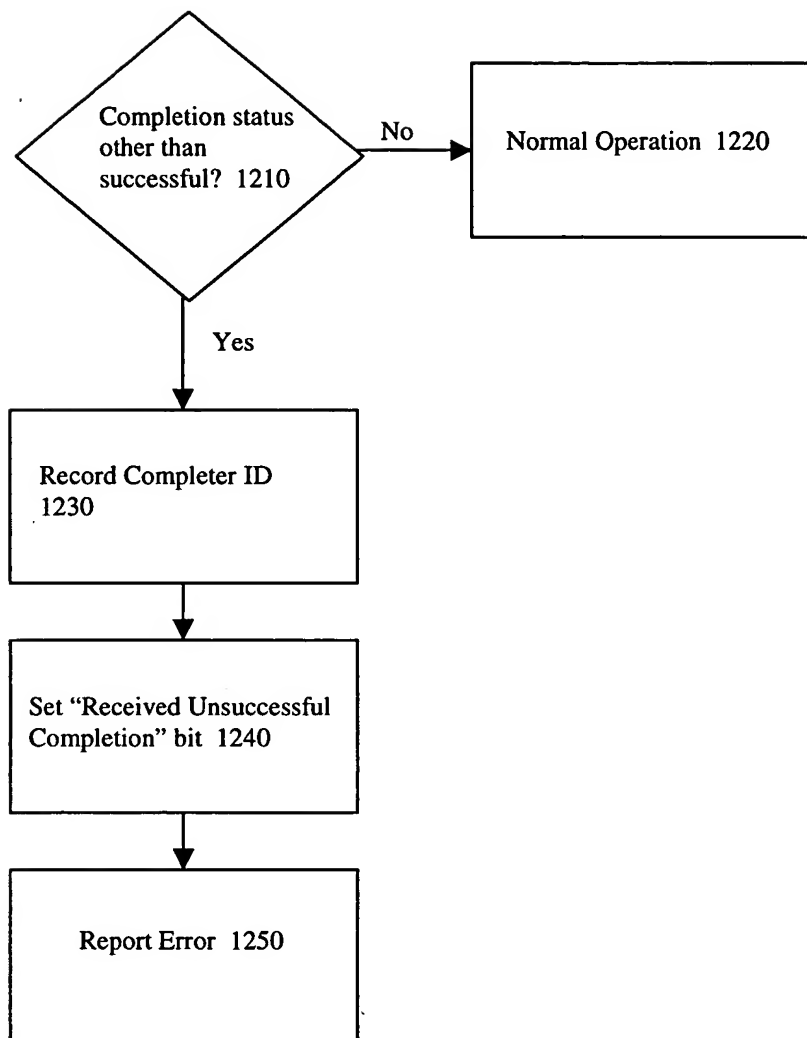 Completion status
other than
successful? 1210
No
Normal Operation 1220
Yes
Record Completer ID
1230
Set “Received Unsuccessful
Completion” bit 1240
Report Error 1250